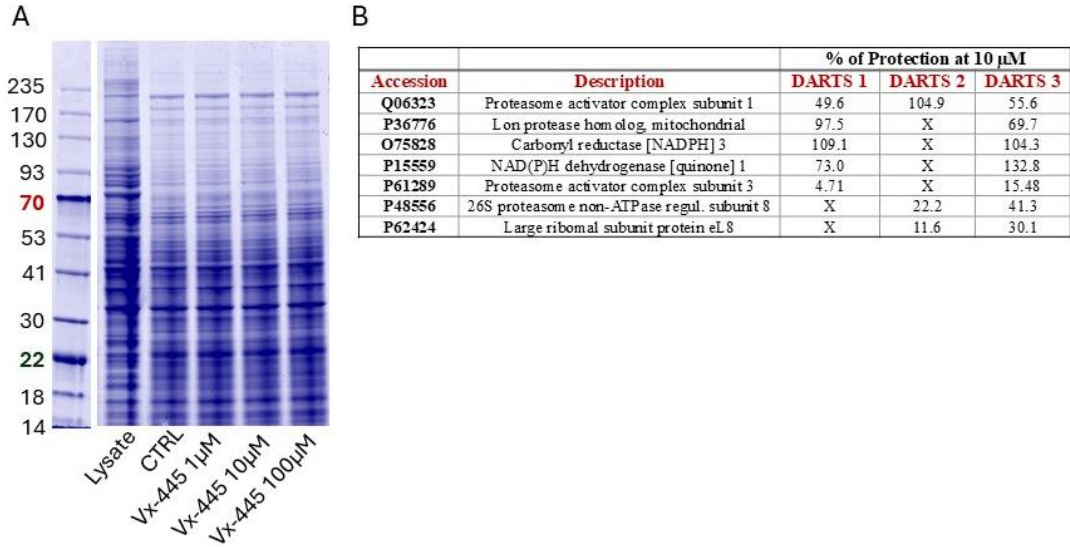 A
235
170
130
93
70
53
41
30
22
18
14
Lysate
CTRL
Vx-445 1µM
Vx-445 10µM
Vx-445 100µM
B
% of Protection at 10 µM
Accession Description DARTS 1 DARTS 2 DARTS 3
Q06323 Proteasome activator complex subunit 1 49.6 104.9 55.6
P36776 Lon protease homolog, mitochondrial 97.5 X 69.7
O75828 Carbonyl reductase [NADPH] 3 109.1 X 104.3
P15559 NAD(P)H dehydrogenase [quinone] 1 73.0 X 132.8
P61289 Proteasome activator complex subunit 3 4.71 X 15.48
P48556 26S proteasome non-ATPase regul. subunit 8 X 22.2 41.3
P62424 Large ribomal subunit protein eL8 X 11.6 30.1